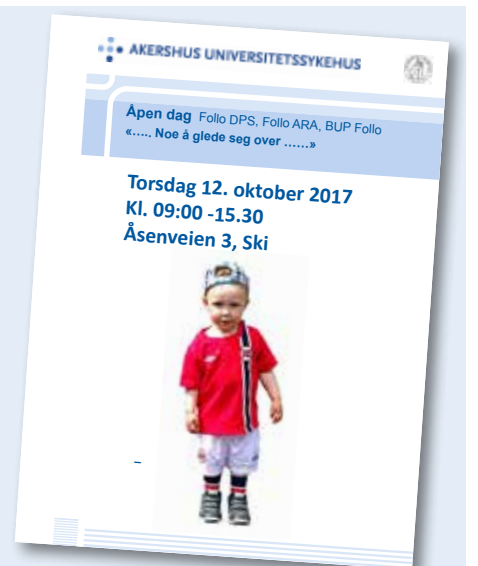 AKERSHUS UNIVERSITETSSYKEHUS
Åpen dag Follo DPS, Follo ARA, BUP Follo
«..... Noe å glede seg over ......»
Torsdag 12. oktober 2017
Kl. 09:00 -15.30
Åsenveien 3, Ski
–